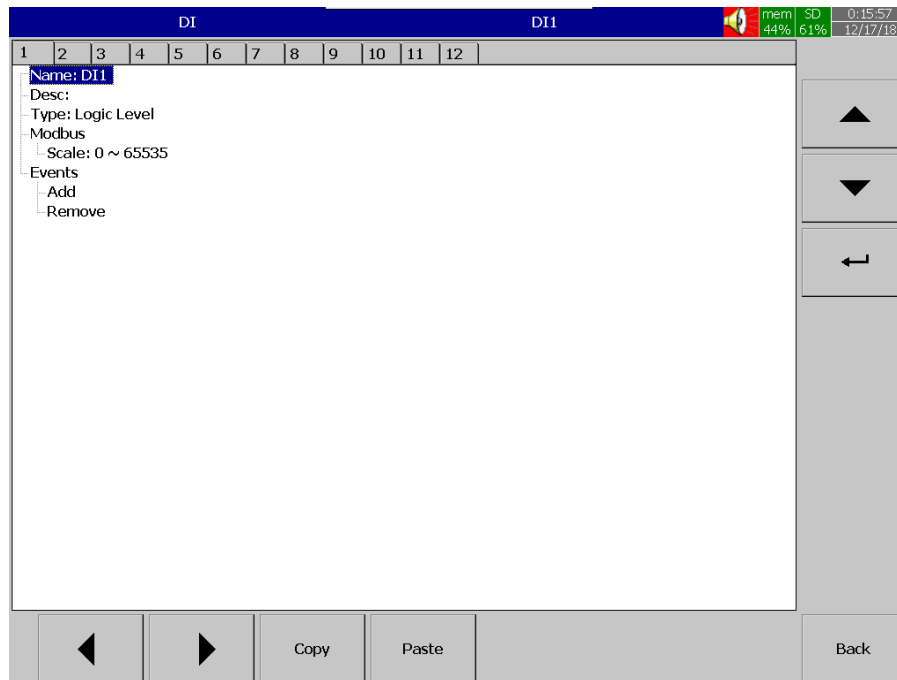 DI DI1 mem SD 0:15:57
44% 61% 12/17/18
1 2 3 4 5 6 7 8 9 10 11 12
Name: DI1
Desc:
Type: Logic Level
Modbus
Scale: 0 ~ 65535
Events
Add
Remove
Copy Paste Back